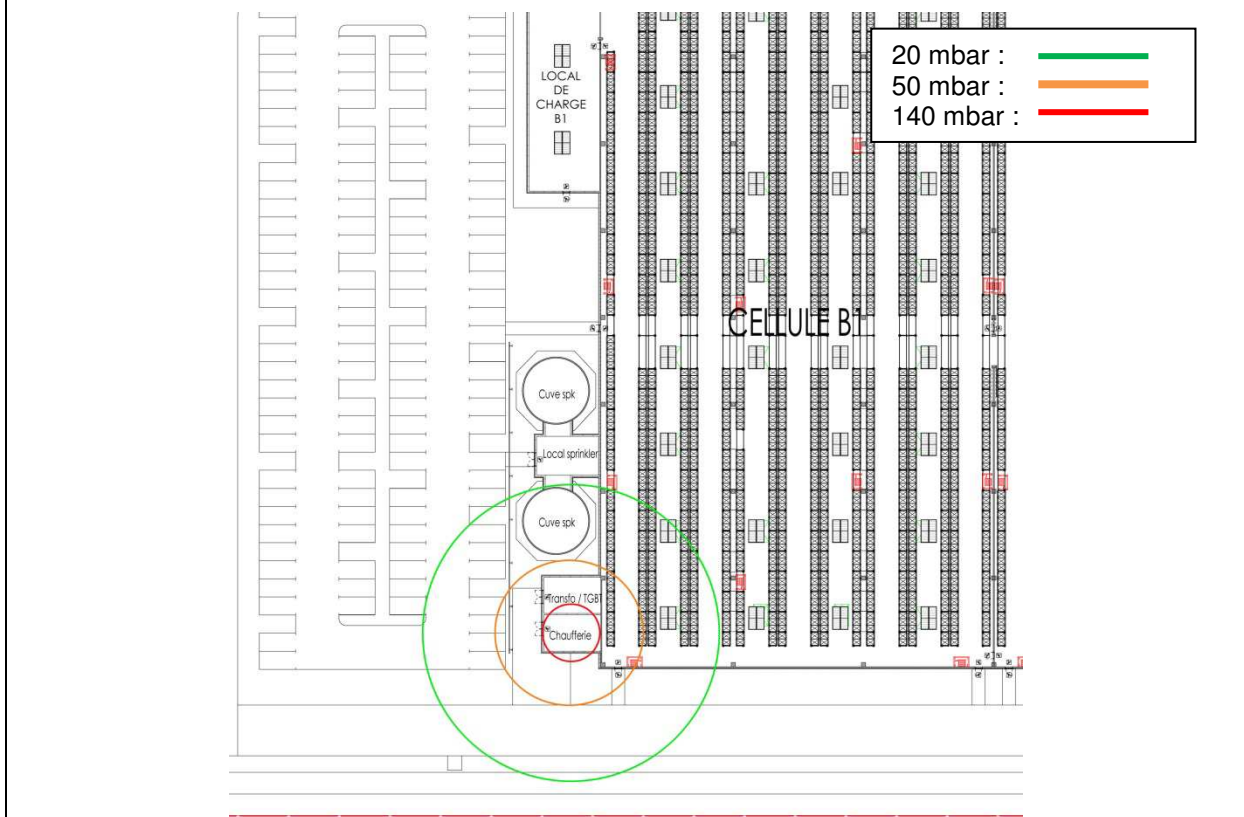 20 mbar :
50 mbar :
140 mbar :
LOCAL
DE
CHARGE
B1
CELLULE B1
Cuve spk
Local sprinkler
Cuve spk
Transfo / TGBT
Chaufferie